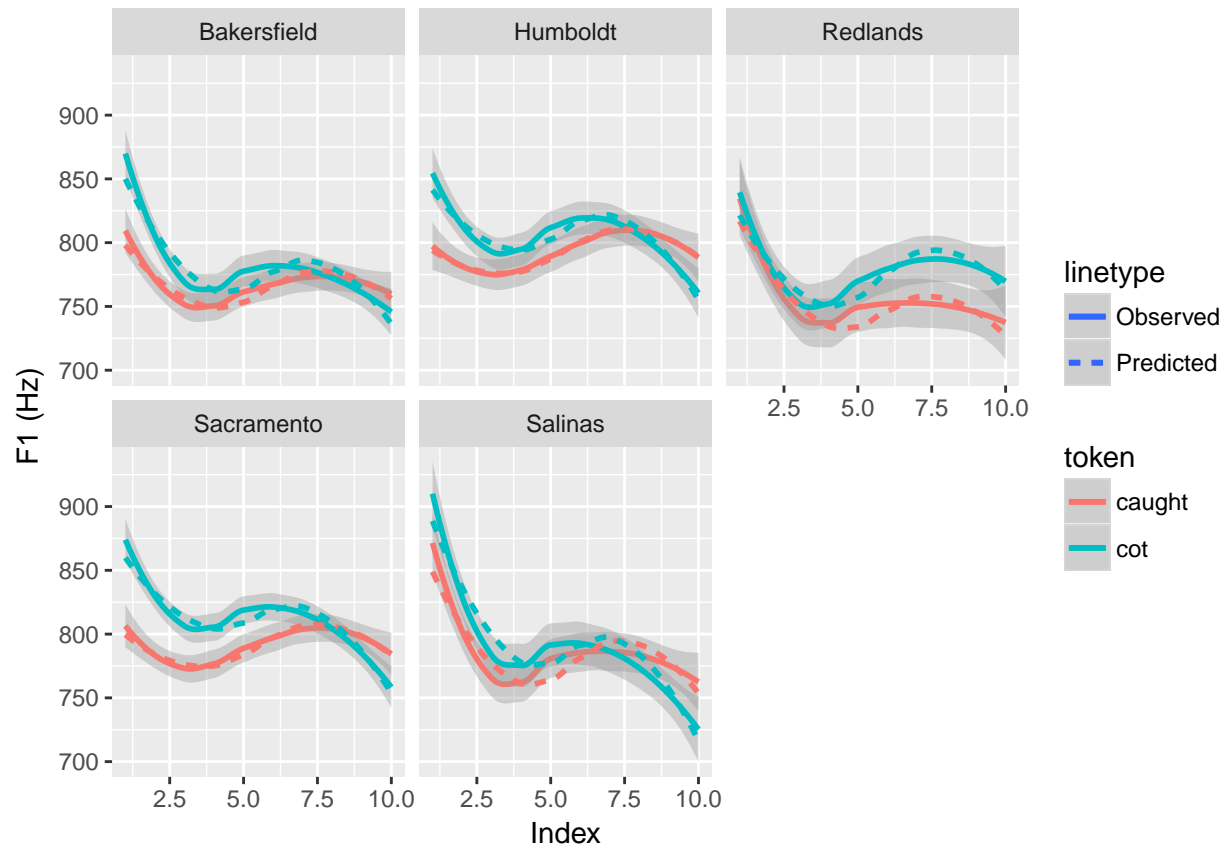 Bakersfield
Humboldt
Redlands
900
850
800
750
700
2.5 5.0 7.5 10.0
Sacramento
Salinas
900
850
800
750
700
2.5 5.0 7.5 10.0
2.5 5.0 7.5 10.0
F1 (Hz)
Index
linetype
Observed
Predicted
token
caught
cot